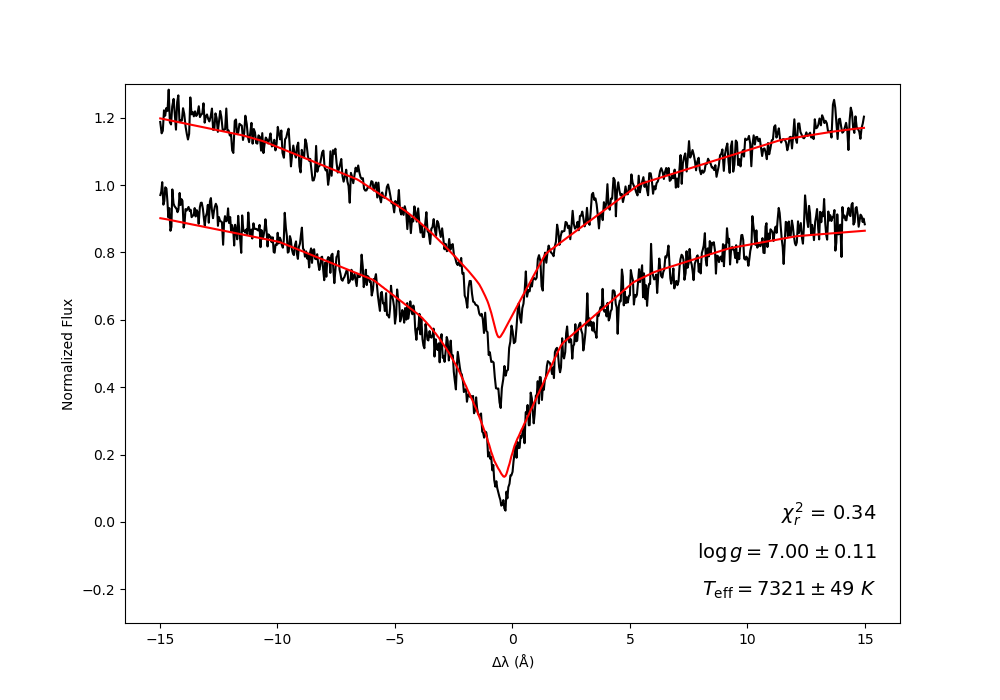 1.2
1.0
0.8
0.6
0.4
0.2
0.0
−0.2
Normalized Flux
χ²ᵣ = 0.34
log g = 7.00 ± 0.11
T_eff = 7321 ± 49 K
−15 −10 −5 0 5 10 15
Δλ (Å)